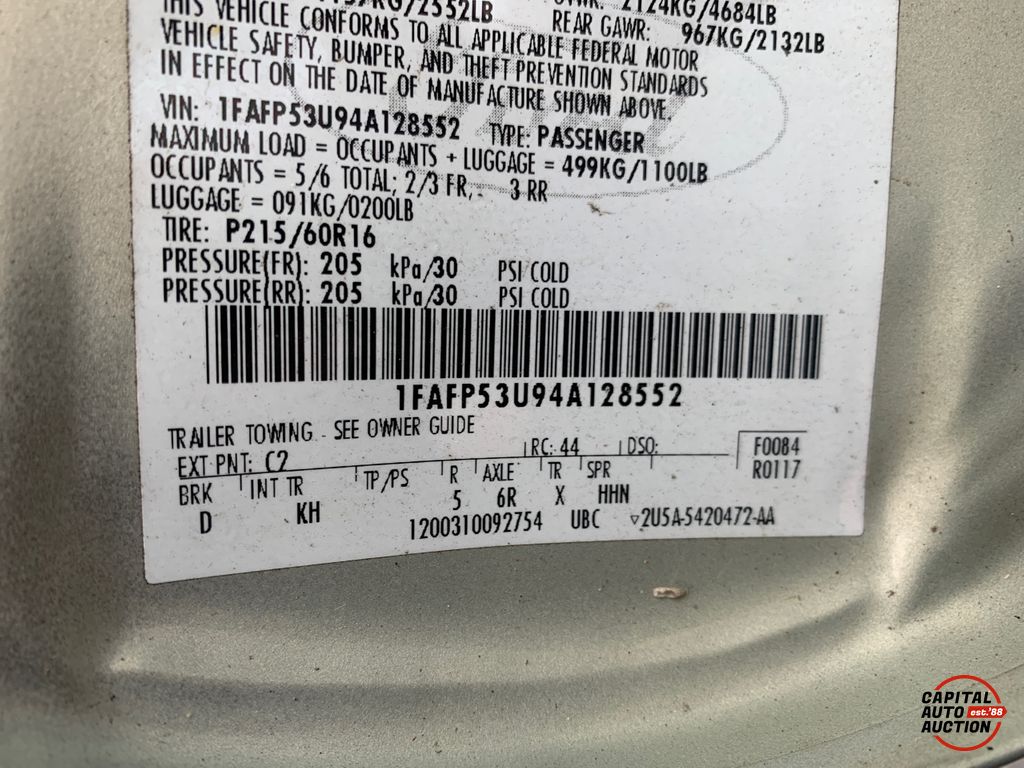 KG/2552LB
2124KG/4684LB
THIS VEHICLE CONFORMS TO ALL APPLICABLE FEDERAL MOTOR
REAR GAWR: 967KG/2132LB
VEHICLE SAFETY, BUMPER, AND THEFT PREVENTION STANDARDS
IN EFFECT ON THE DATE OF MANUFACTURE SHOWN ABOVE.
VIN: 1FAFP53U94A128552 TYPE: PASSENGER
MAXIMUM LOAD = OCCUPANTS + LUGGAGE = 499KG/1100LB
OCCUPANTS = 5/6 TOTAL; 2/3 FR, 3 RR
LUGGAGE = 091KG/0200LB
TIRE: P215/60R16
PRESSURE(FR): 205 kPa/30 PSI COLD
PRESSURE(RR): 205 kPa/30 PSI COLD
1FAFP53U94A128552
TRAILER TOWING - SEE OWNER GUIDE
EXT PNT: C2 RC: 44 DSO: F0084
R0117
BRK INT TR TP/PS R AXLE TR SPR
D KH 5 6R X HHN
1200310092754 UBC ▽2U5A-5420472-AA
CAPITAL
AUTO est.'88
AUCTION